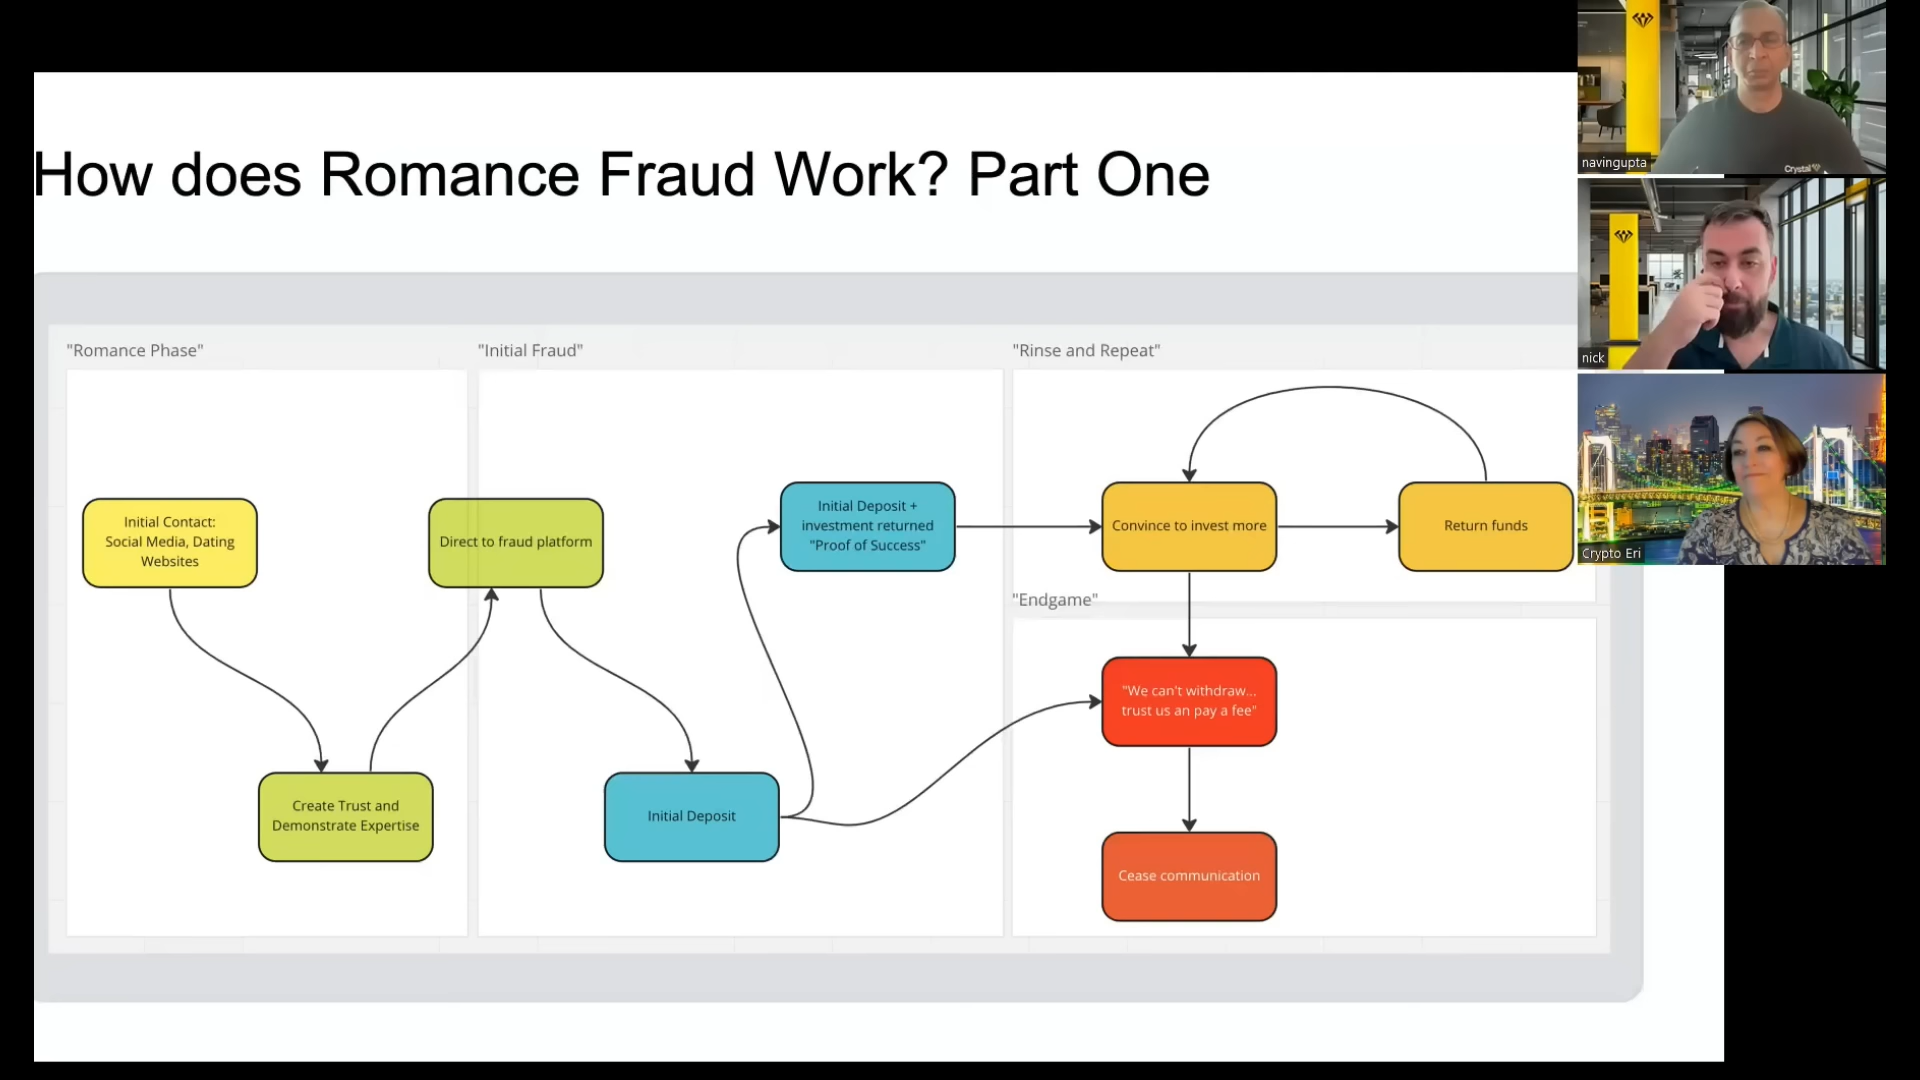 How does Romance Fraud Work? Part One
"Romance Phase"
"Initial Fraud"
"Rinse and Repeat"
Initial Contact:
Social Media, Dating
Websites
Direct to fraud platform
Initial Deposit +
investment returned
"Proof of Success"
Convince to invest more
Return funds
"Endgame"
Create Trust and
Demonstrate Expertise
Initial Deposit
"We can't withdraw...
trust us an pay a fee"
Cease communication
Crystal
navingupta
nick
Crypto Eri